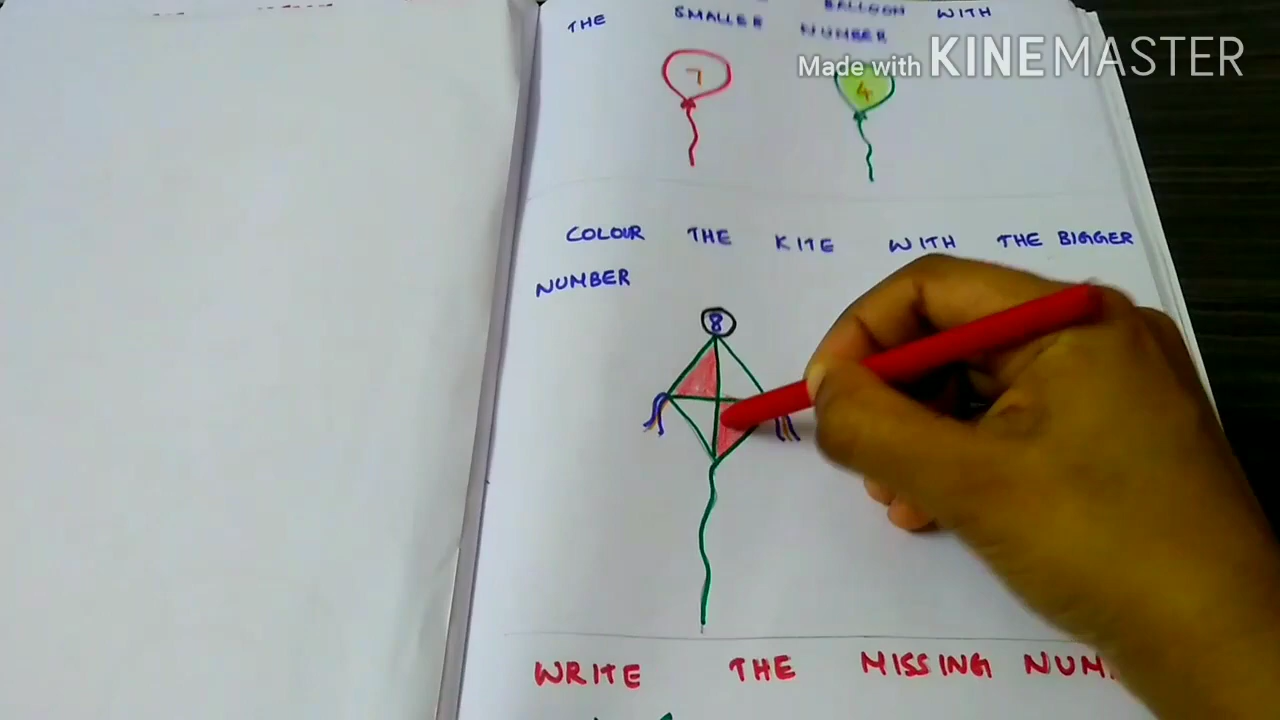 BALLOON WITH
THE SMALLER NUMBER
Made with KINEMASTER
7
4
COLOUR THE KITE WITH THE BIGGER
NUMBER
8
WRITE THE MISSING